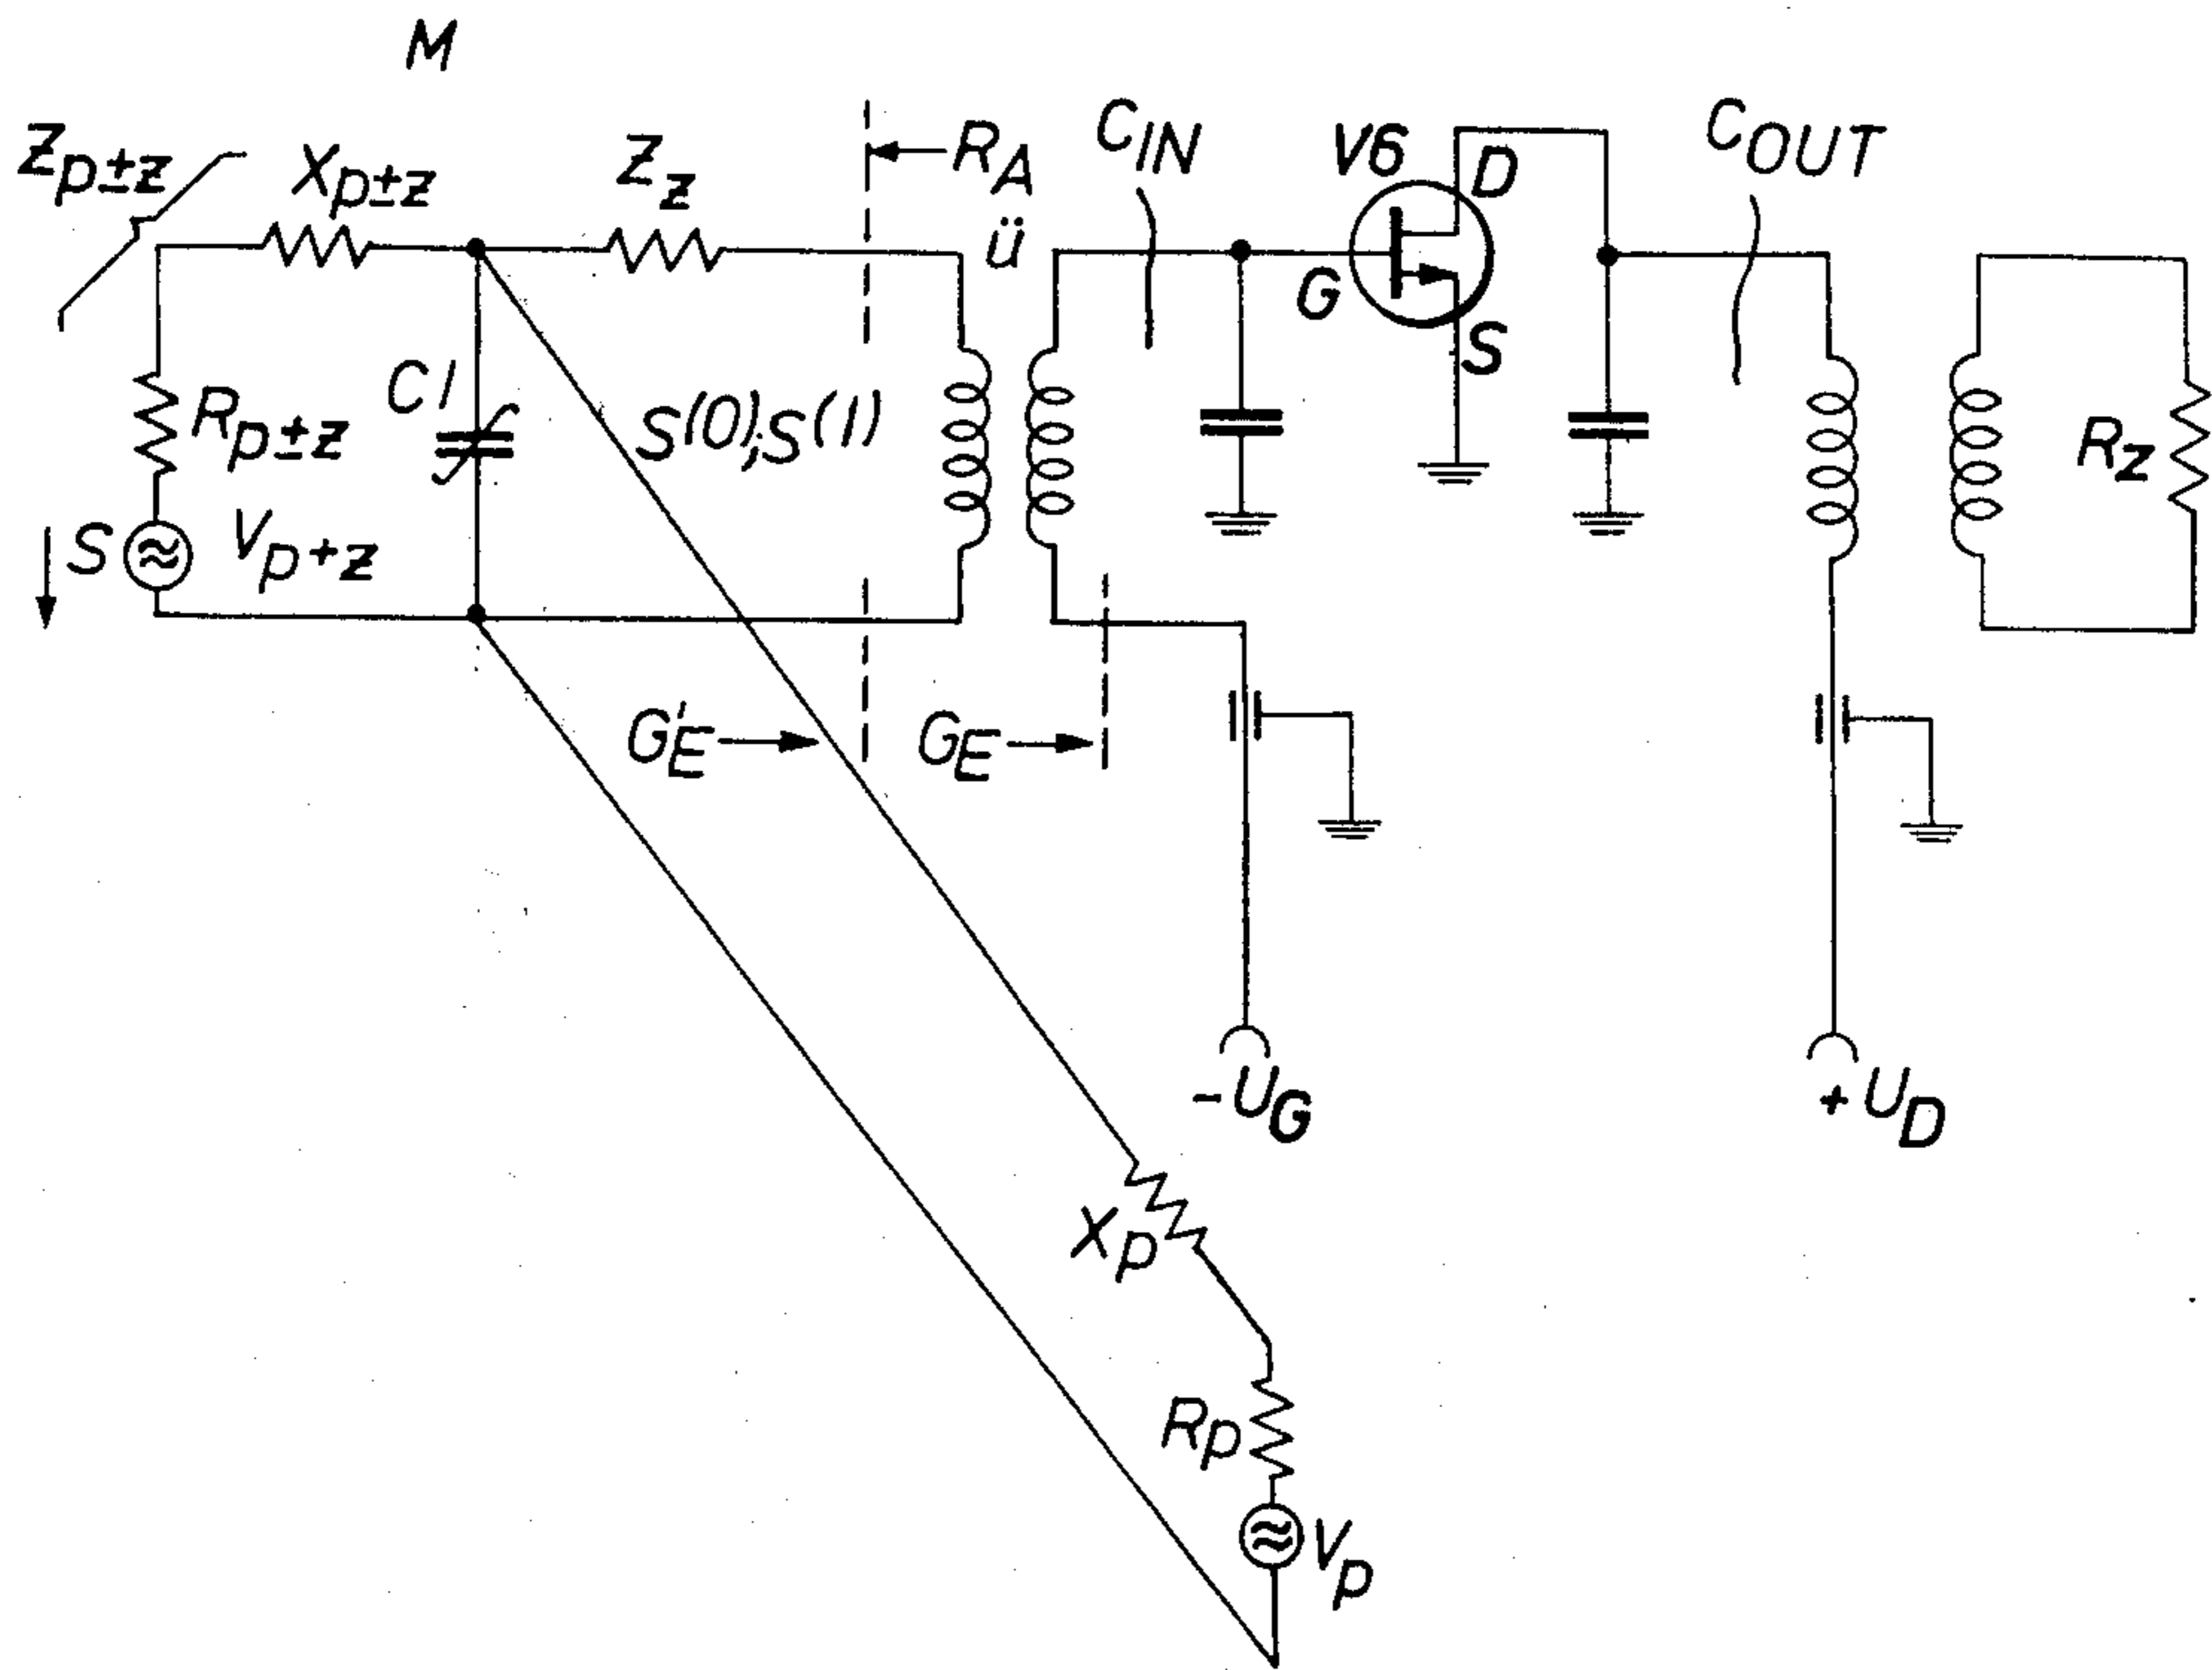 M
Zp±z
Xp±z
Zz
RA
ü
CIN
V6
D
COUT
G
S
C1
Rp±z
S(0);S(1)
Rz
S
Vp+z
G'E
GE
-UG
+UD
Xp
Rp
Vp